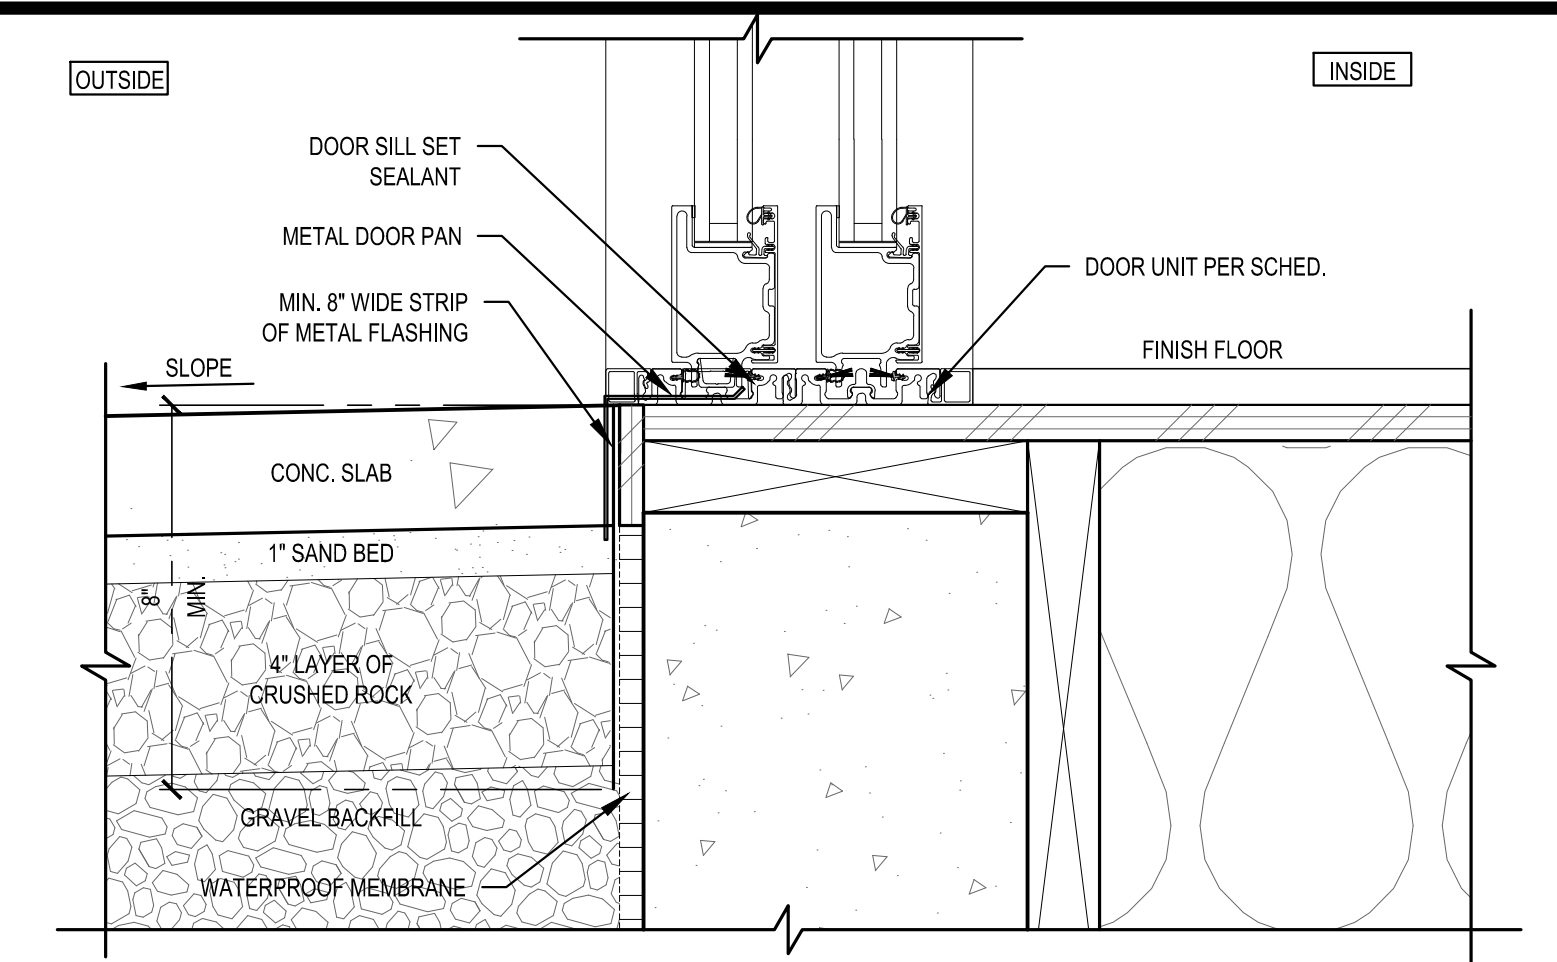 OUTSIDE
INSIDE
DOOR SILL SET
SEALANT
METAL DOOR PAN
DOOR UNIT PER SCHED.
MIN. 8" WIDE STRIP
OF METAL FLASHING
FINISH FLOOR
SLOPE
CONC. SLAB
1" SAND BED
8"
MIN.
4" LAYER OF
CRUSHED ROCK
GRAVEL BACKFILL
WATERPROOF MEMBRANE